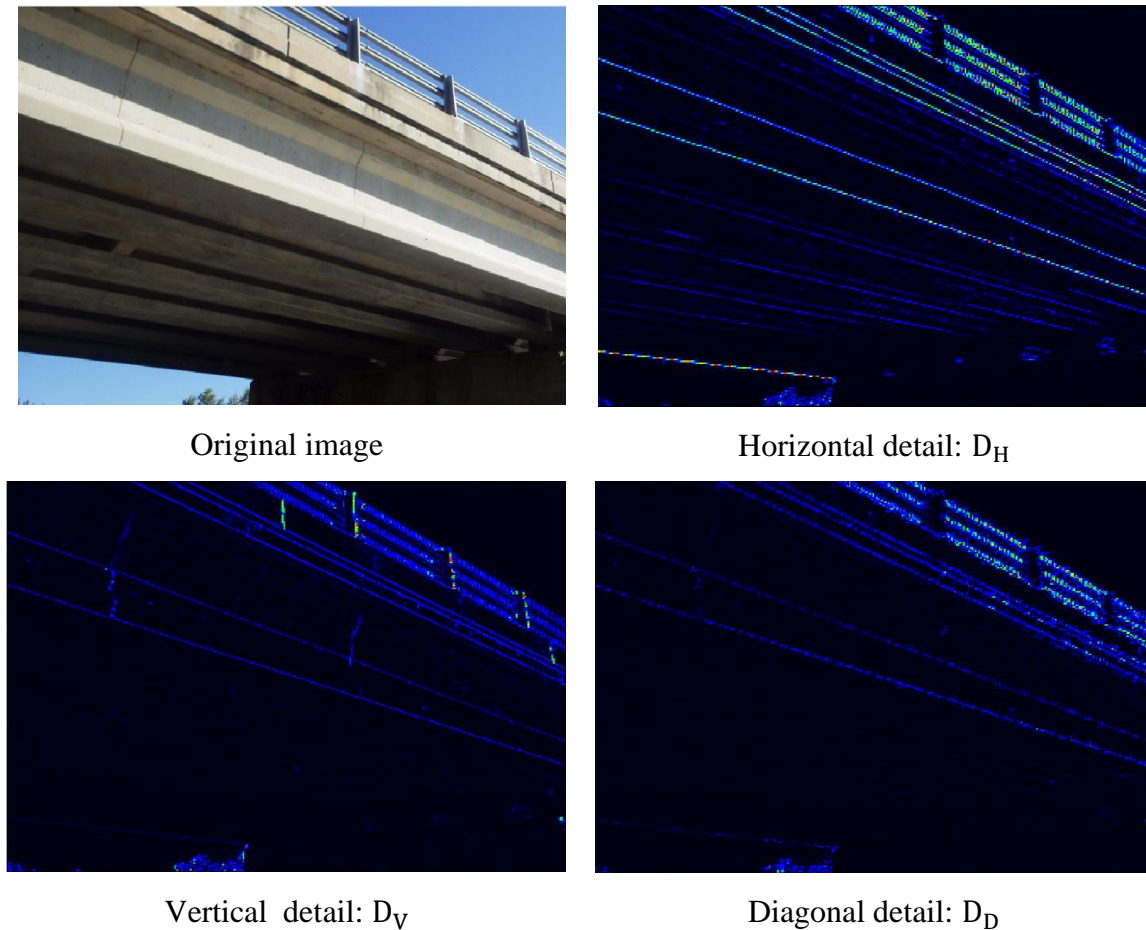 Original image
Horizontal detail: D_H
Vertical detail: D_V
Diagonal detail: D_D